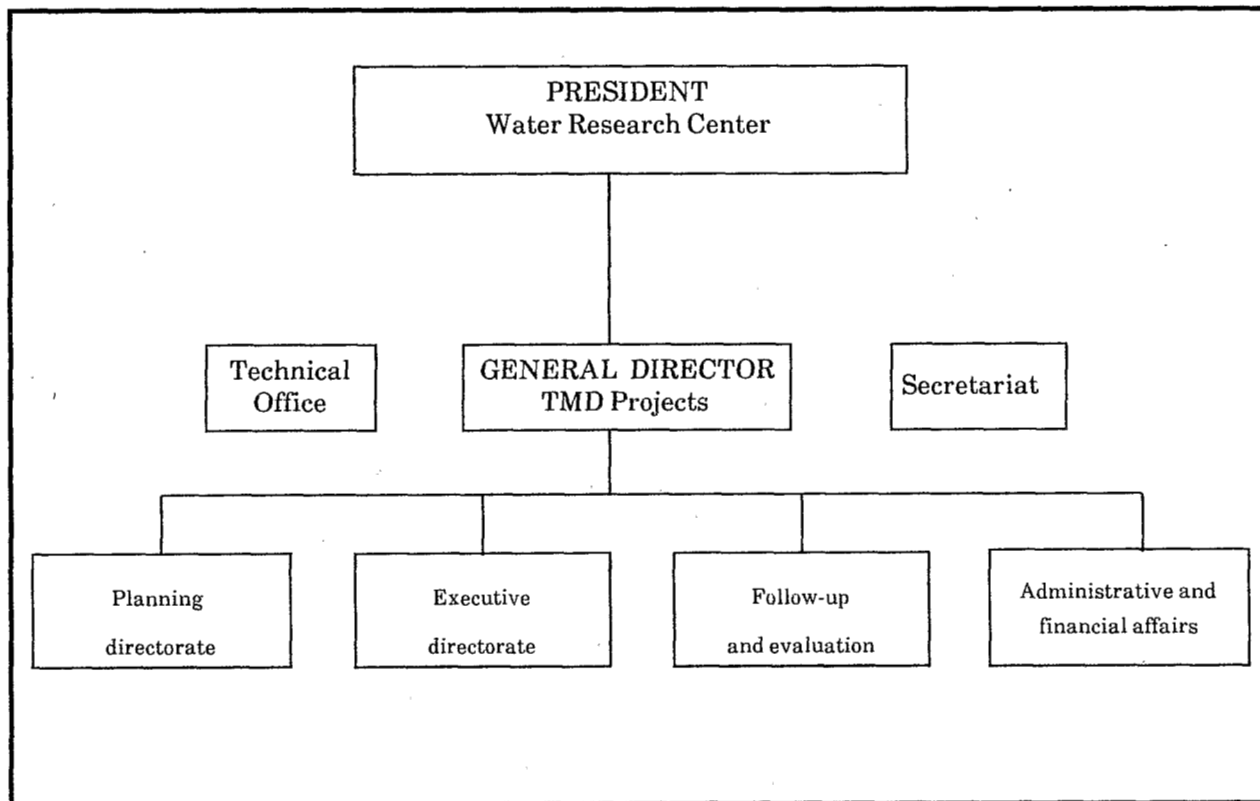 PRESIDENT
Water Research Center
Technical
Office
GENERAL DIRECTOR
TMD Projects
Secretariat
Planning
directorate
Executive
directorate
Follow-up
and evaluation
Administrative and
financial affairs